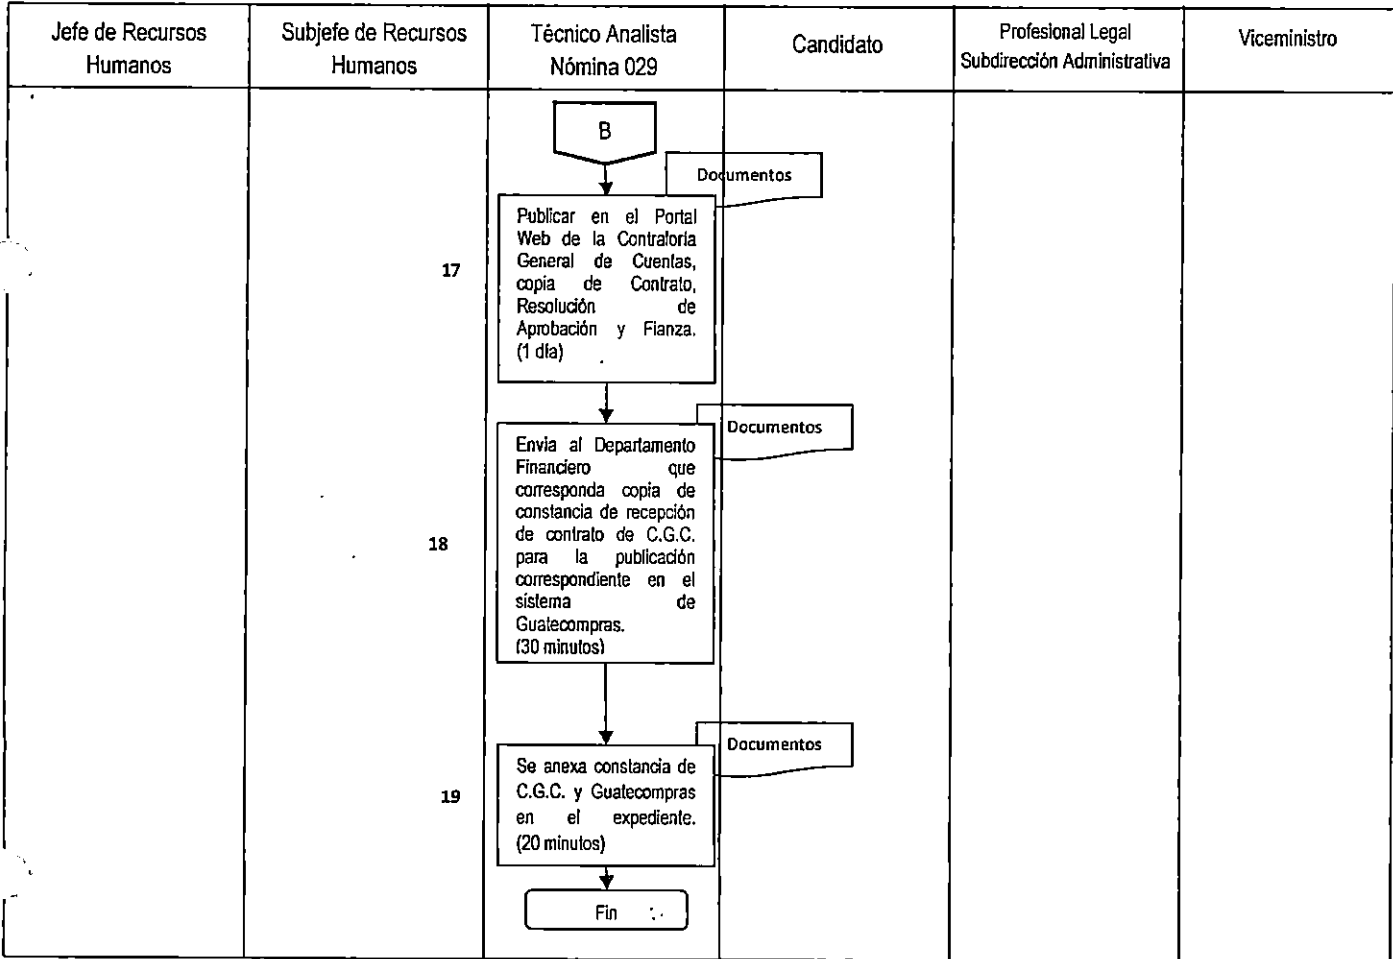 Jefe de Recursos
Humanos
Subjefe de Recursos
Humanos
Técnico Analista
Nómina 029
Candidato
Profesional Legal
Subdirección Administrativa
Viceministro
B
Documentos
17
Publicar en el Portal
Web de la Contraloría
General de Cuentas,
copia de Contrato,
Resolución de
Aprobación y Fianza.
(1 día)
Documentos
18
Envia al Departamento
Financiero que
corresponda copia de
constancia de recepción
de contrato de C.G.C.
para la publicación
correspondiente en el
sistema de
Guatecompras.
(30 minutos)
Documentos
19
Se anexa constancia de
C.G.C. y Guatecompras
en el expediente.
(20 minutos)
Fin